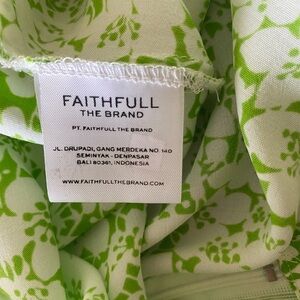 FAITHFULL
THE BRAND
PT. FAITHFULL THE BRAND
JL. DRUPADI, GANG MERDEKA NO. 14D
SEMINYAK - DENPASAR
BALI 80361, INDONESIA
WWW.FAITHFULLTHEBRAND.COM